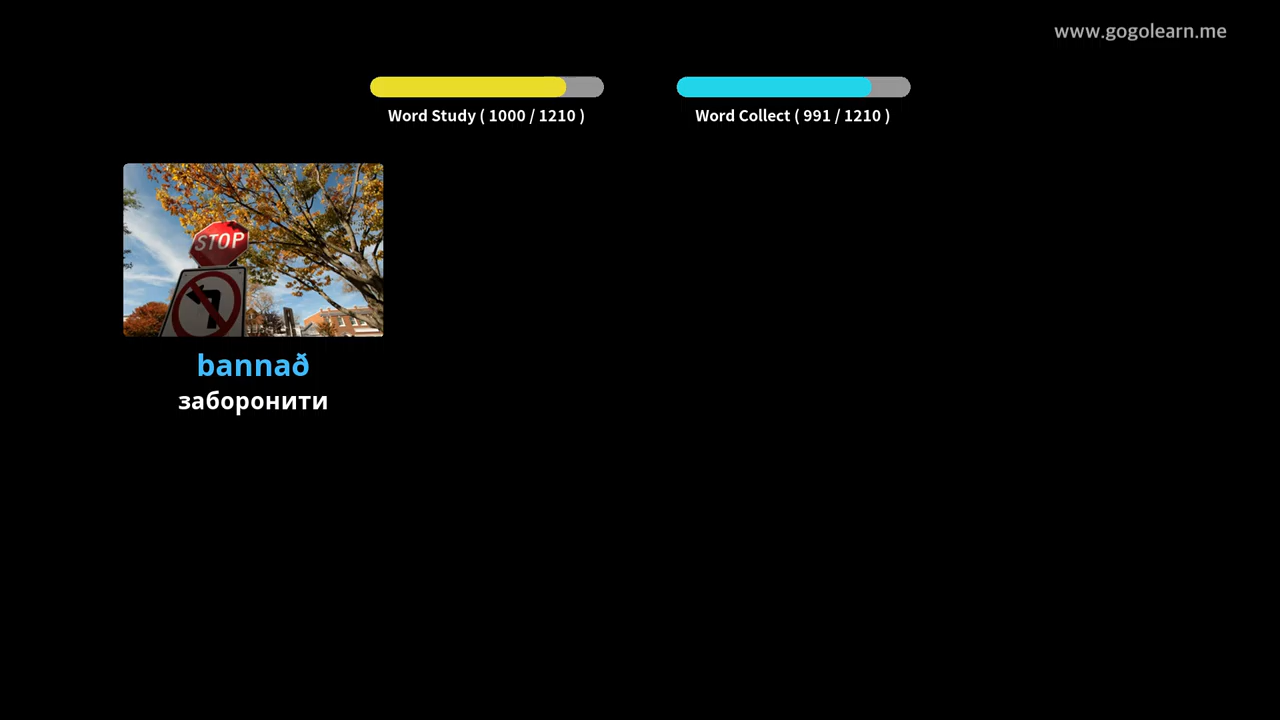 www.gogolearn.me
Word Study ( 1000 / 1210 )
Word Collect ( 991 / 1210 )
STOP
bannað
заборонити